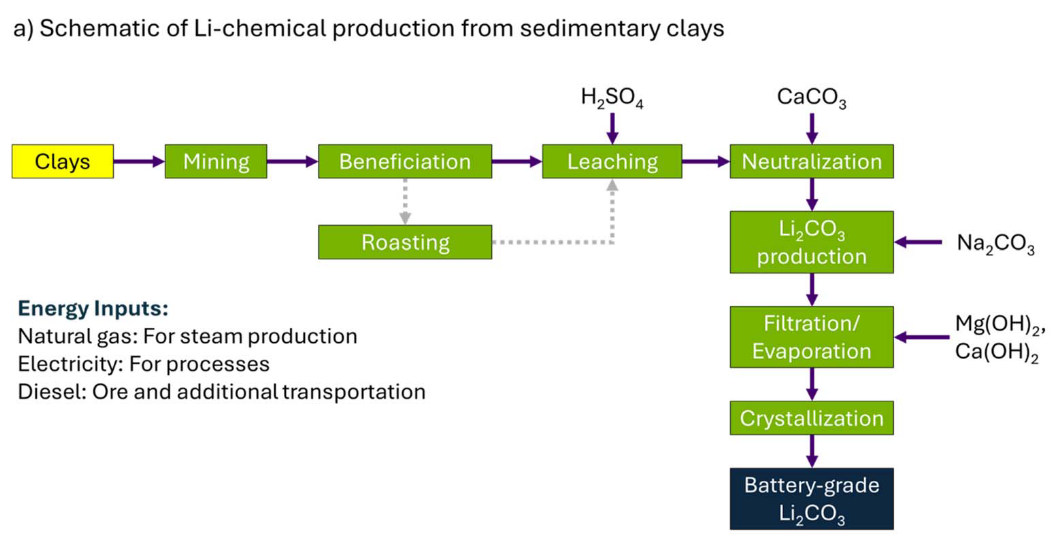 a) Schematic of Li-chemical production from sedimentary clays
H₂SO₄
CaCO₃
Clays
Mining
Beneficiation
Leaching
Neutralization
Roasting
Li₂CO₃
production
Na₂CO₃
Energy Inputs:
Natural gas: For steam production
Electricity: For processes
Diesel: Ore and additional transportation
Filtration/
Evaporation
Mg(OH)₂,
Ca(OH)₂
Crystallization
Battery-grade
Li₂CO₃